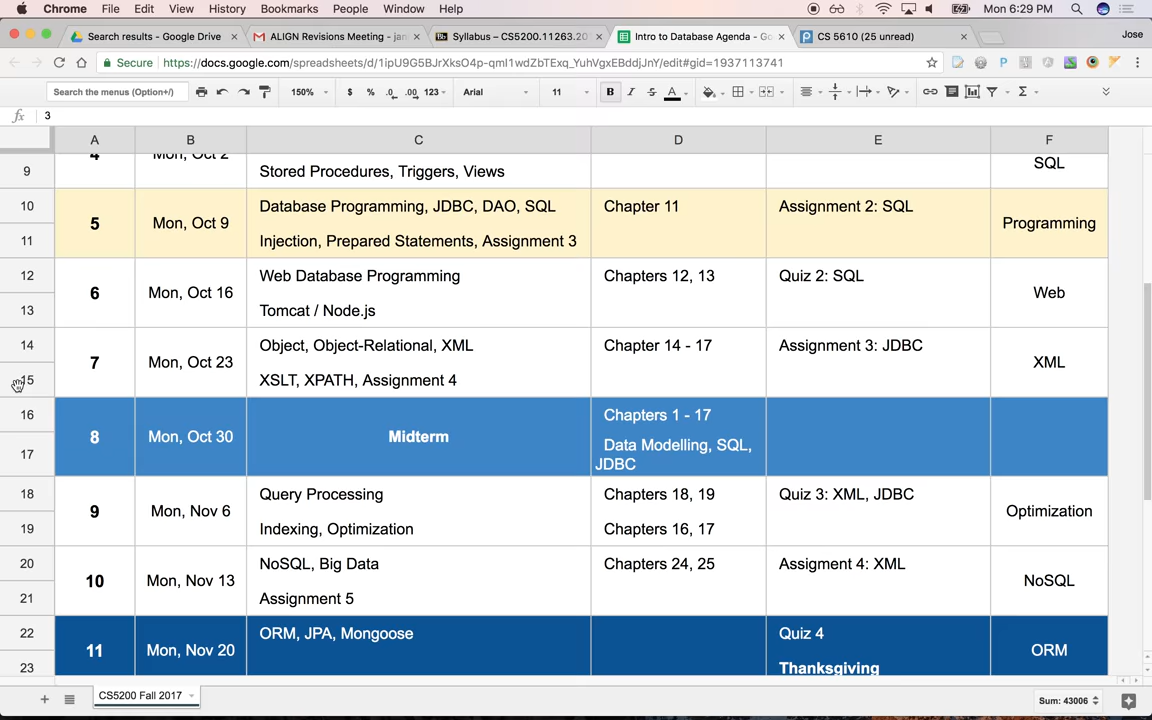 Chrome File Edit View History Bookmarks People Window Help Mon 6:29 PM
Search results - Google Drive × ALIGN Revisions Meeting - jan × Syllabus – CS5200.11263.20 × Intro to Database Agenda - Go × CS 5610 (25 unread) × Jose
Secure https://docs.google.com/spreadsheets/d/1ipU9G5BJrXksO4p-qmI1wdZbTExq_YuhVgxEBddjJnY/edit#gid=1937113741
Search the menus (Option+/) 150% $ % .0 .00 123 Arial 11 B I S A Σ
fx 3
A B C D E F
9 4 Mon, Oct 2 Stored Procedures, Triggers, Views SQL
10 Database Programming, JDBC, DAO, SQL Chapter 11 Assignment 2: SQL
5 Mon, Oct 9 Programming
11 Injection, Prepared Statements, Assignment 3
12 Web Database Programming Chapters 12, 13 Quiz 2: SQL
6 Mon, Oct 16 Web
13 Tomcat / Node.js
14 Object, Object-Relational, XML Chapter 14 - 17 Assignment 3: JDBC
7 Mon, Oct 23 XML
15 XSLT, XPATH, Assignment 4
16 Chapters 1 - 17
8 Mon, Oct 30 Midterm
17 Data Modelling, SQL,
JDBC
18 Query Processing Chapters 18, 19 Quiz 3: XML, JDBC
9 Mon, Nov 6 Optimization
19 Indexing, Optimization Chapters 16, 17
20 NoSQL, Big Data Chapters 24, 25 Assigment 4: XML
10 Mon, Nov 13 NoSQL
21 Assignment 5
22 ORM, JPA, Mongoose Quiz 4
11 Mon, Nov 20 ORM
23 Thanksgiving
CS5200 Fall 2017 Sum: 43006